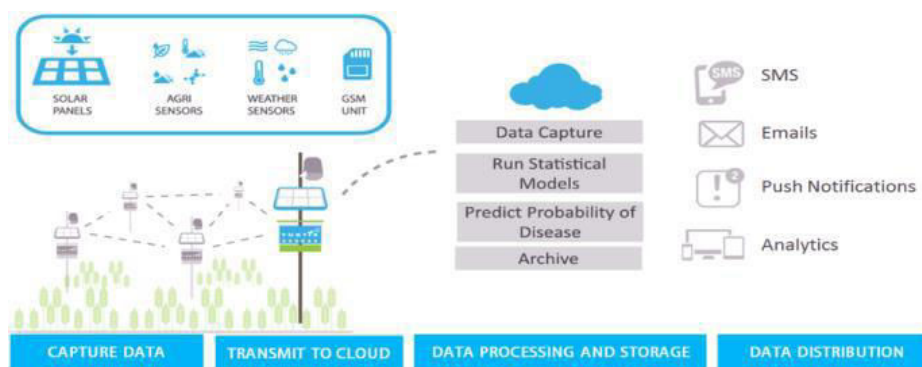 SOLAR
PANELS
AGRI
SENSORS
WEATHER
SENSORS
GSM
UNIT
Data Capture
Run Statistical
Models
Predict Probability of
Disease
Archive
SMS
SMS
Emails
2
Push Notifications
Analytics
CAPTURE DATA
TRANSMIT TO CLOUD
DATA PROCESSING AND STORAGE
DATA DISTRIBUTION